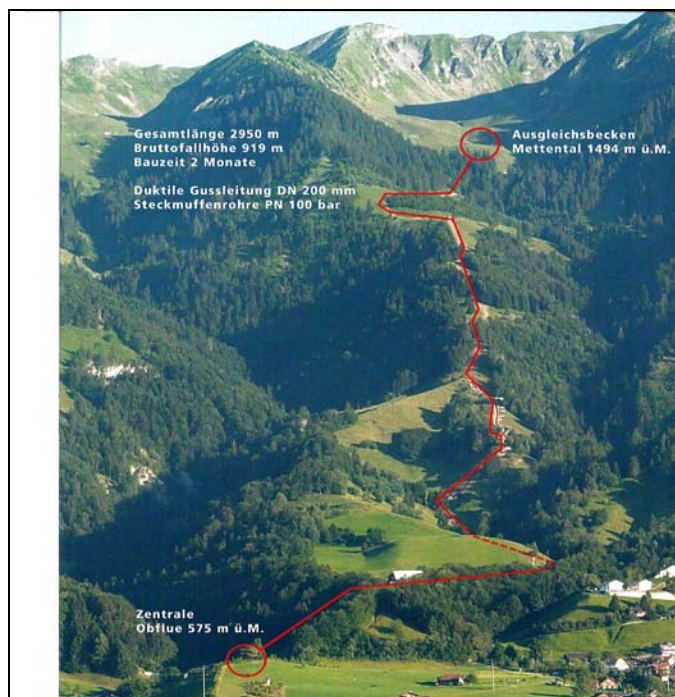 Gesamtlänge 2950 m
Bruttofallhöhe 919 m
Bauzeit 2 Monate
Duktile Gussleitung DN 200 mm
Steckmuffenrohre PN 100 bar
Ausgleichsbecken
Mettental 1494 m ü.M.
Zentrale
Obflue 575 m ü.M.